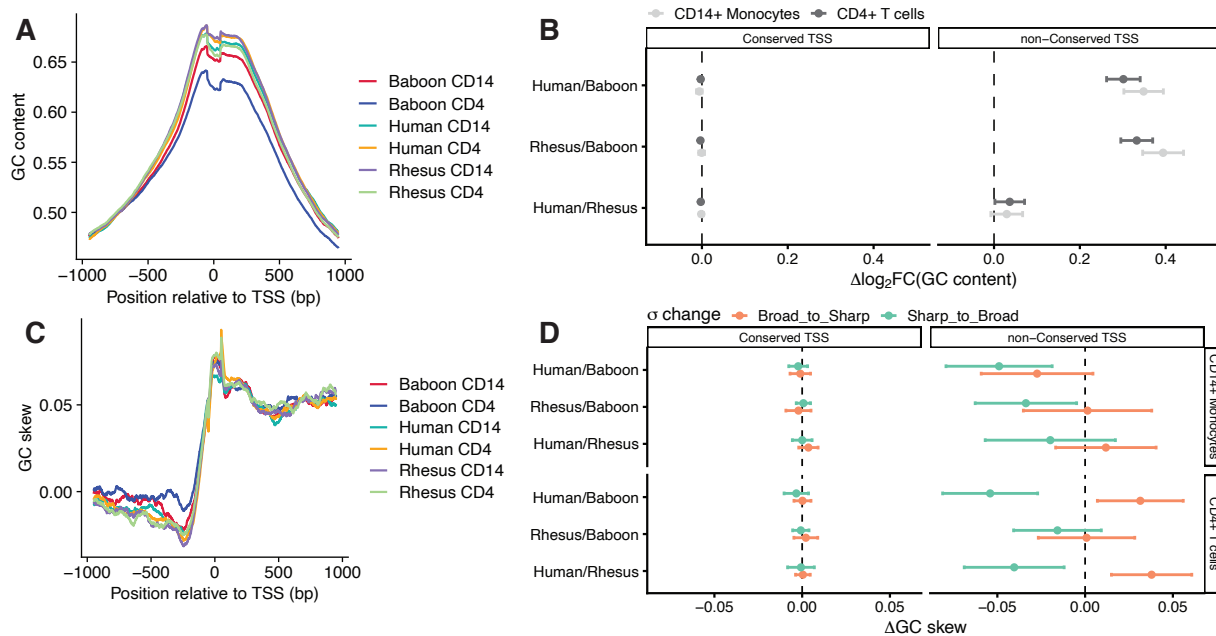 A
GC content
0.65
0.60
0.55
0.50
−1000 −500 0 500 1000
Position relative to TSS (bp)
Baboon CD14
Baboon CD4
Human CD14
Human CD4
Rhesus CD14
Rhesus CD4
B
CD14+ Monocytes CD4+ T cells
Conserved TSS non−Conserved TSS
Human/Baboon
Rhesus/Baboon
Human/Rhesus
0.0 0.2 0.4 0.0 0.2 0.4
Δlog₂FC(GC content)
C
GC skew
0.05
0.00
−1000 −500 0 500 1000
Position relative to TSS (bp)
Baboon CD14
Baboon CD4
Human CD14
Human CD4
Rhesus CD14
Rhesus CD4
D
σ change Broad_to_Sharp Sharp_to_Broad
Conserved TSS non−Conserved TSS
Human/Baboon
Rhesus/Baboon
Human/Rhesus
CD14+ Monocytes
Human/Baboon
Rhesus/Baboon
Human/Rhesus
CD4+ T cells
−0.05 0.00 0.05 −0.05 0.00 0.05
ΔGC skew